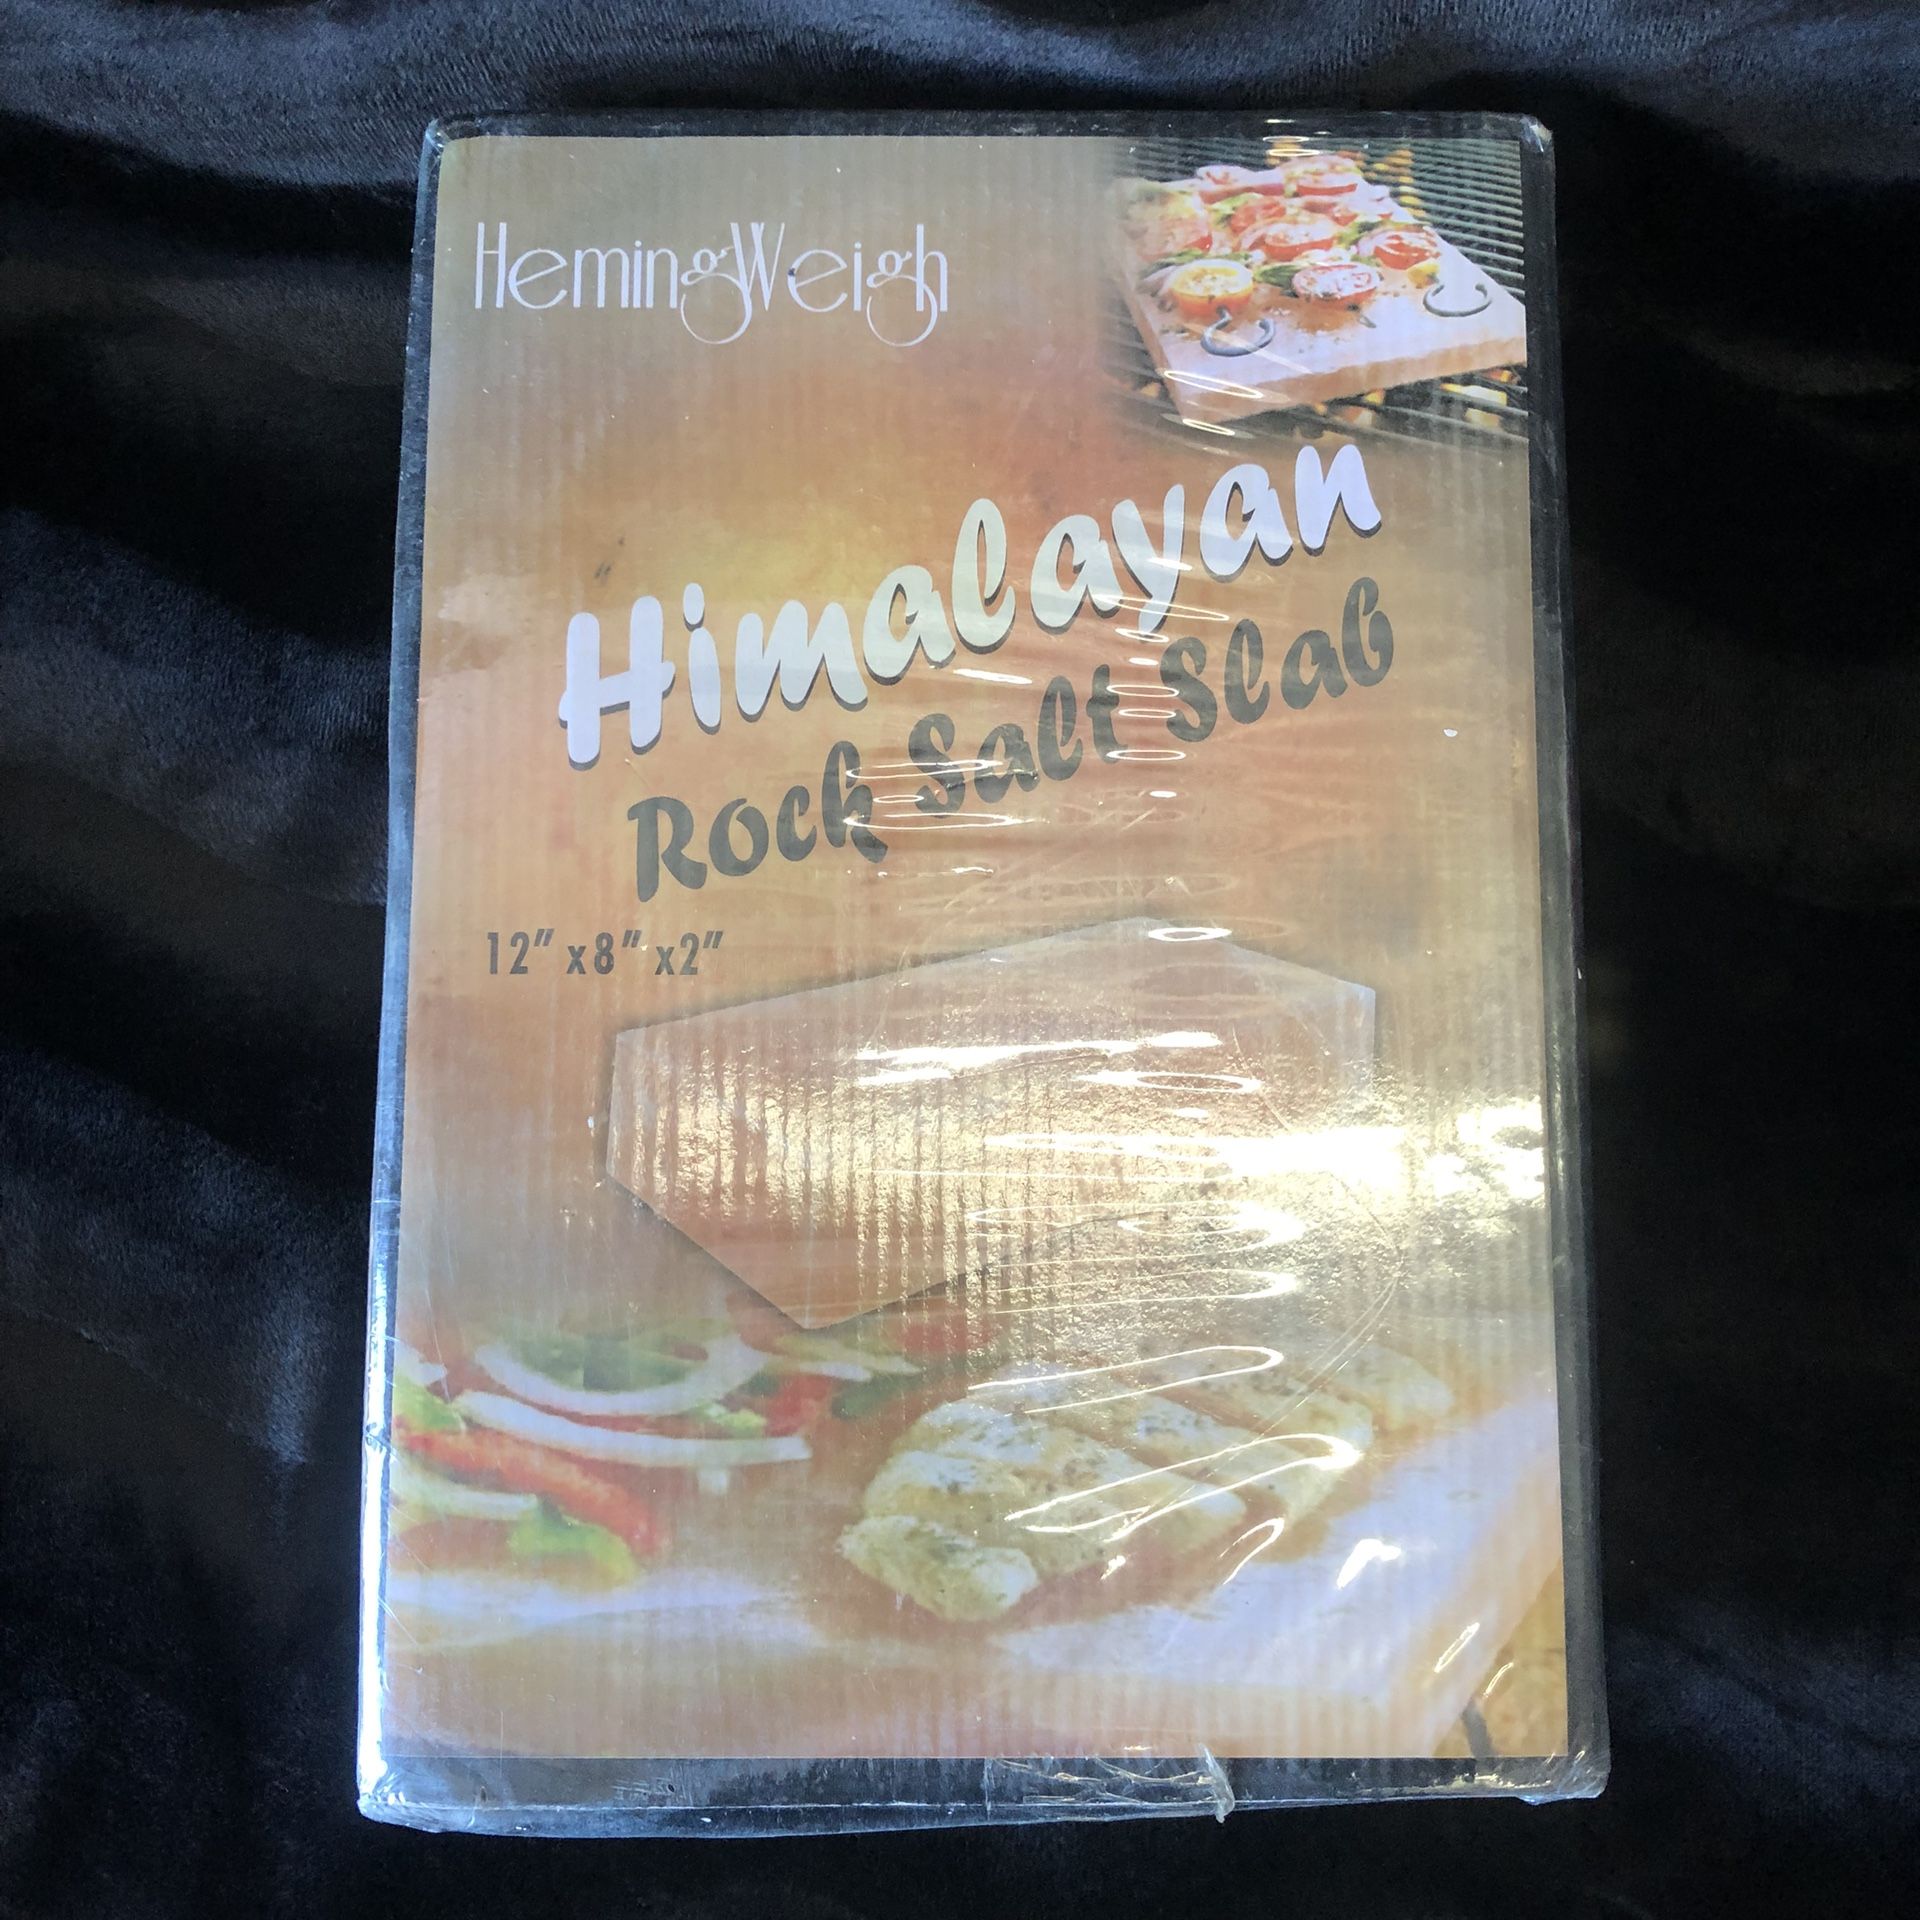 HemingWeigh
Himalayan
Rock Salt Slab
12" x8" x2"